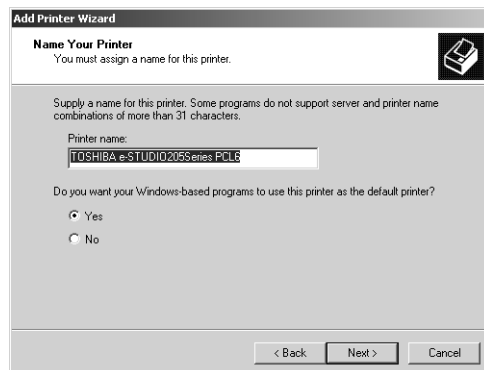 Add Printer Wizard
Name Your Printer
You must assign a name for this printer.
Supply a name for this printer. Some programs do not support server and printer name
combinations of more than 31 characters.
Printer name:
TOSHIBA e-STUDIO205Series PCL6
Do you want your Windows-based programs to use this printer as the default printer?
Yes
No
< Back
Next >
Cancel